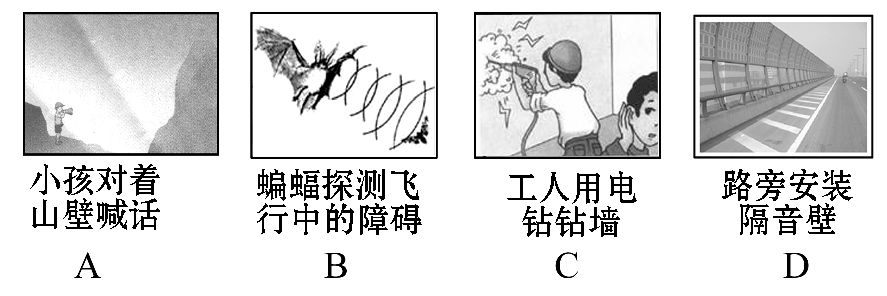 小孩对着
山壁喊话
A
蝙蝠探测飞
行中的障碍
B
工人用电
钻钻墙
C
路旁安装
隔音壁
D